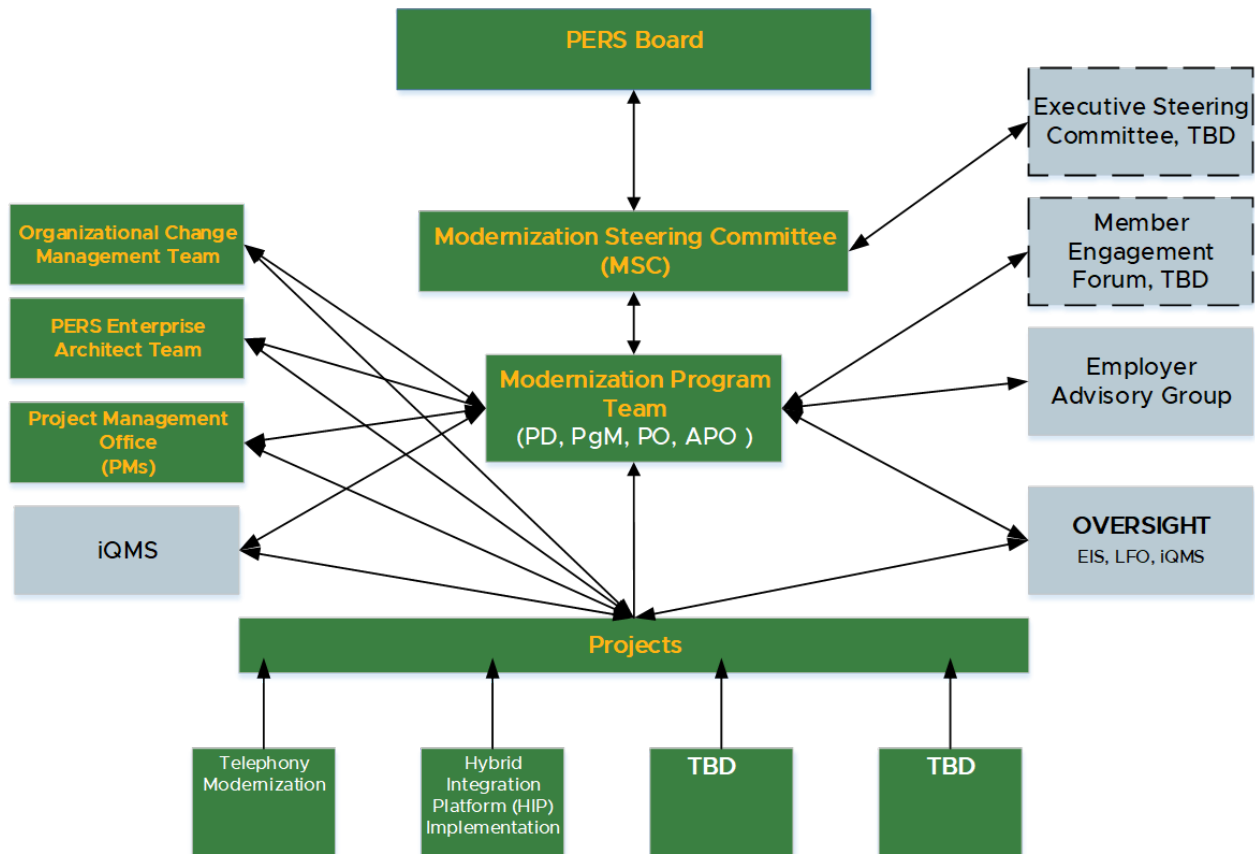 PERS Board
Executive Steering
Committee, TBD
Organizational Change
Management Team
Modernization Steering Committee
(MSC)
Member
Engagement
Forum, TBD
PERS Enterprise
Architect Team
Modernization Program
Team
(PD, PgM, PO, APO )
Employer
Advisory Group
Project Management
Office
(PMs)
iQMS
OVERSIGHT
EIS, LFO, iQMS
Projects
Telephony
Modernization
Hybrid
Integration
Platform (HIP)
Implementation
TBD
TBD